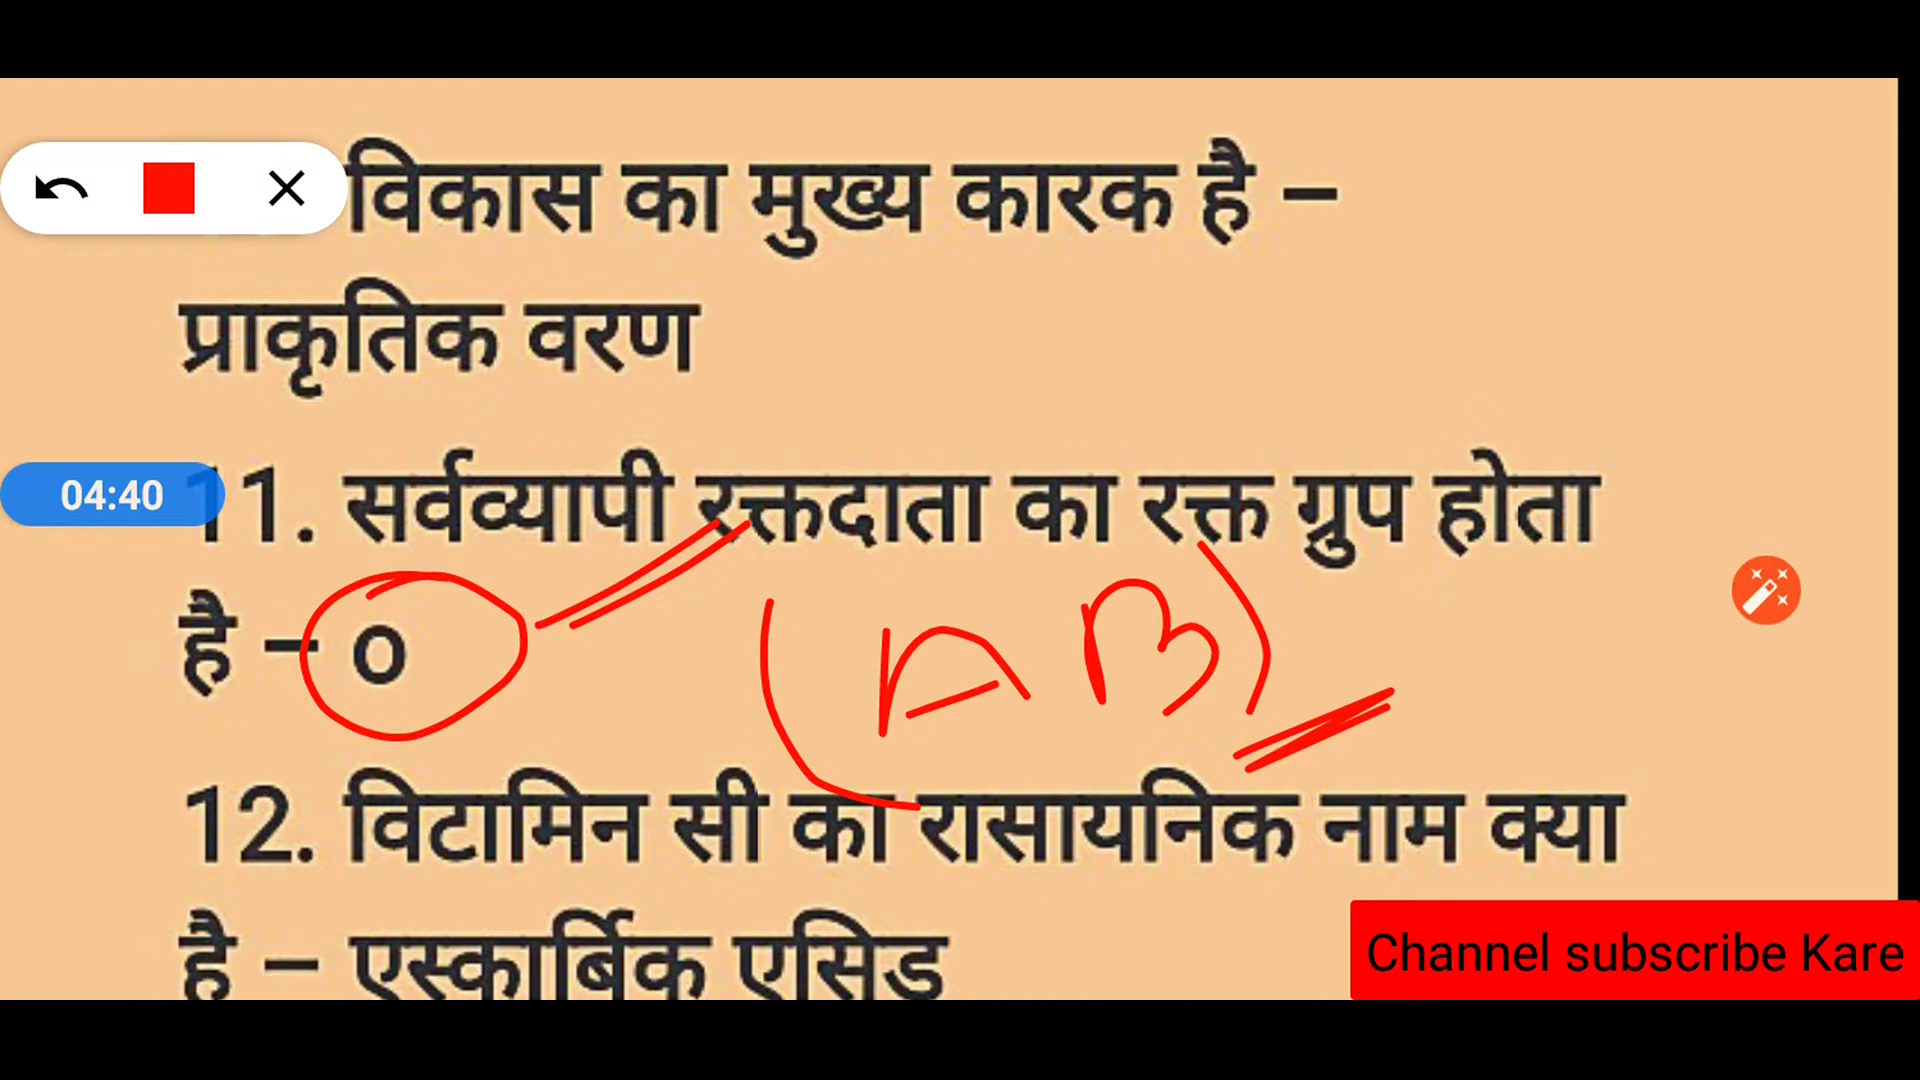 विकास का मुख्य कारक है –
प्राकृतिक वरण
04:40
11. सर्वव्यापी रक्तदाता का रक्त ग्रुप होता
है – o
(AB)
12. विटामिन सी का रासायनिक नाम क्या
है – एस्कार्बिक एसिड
Channel subscribe Kare